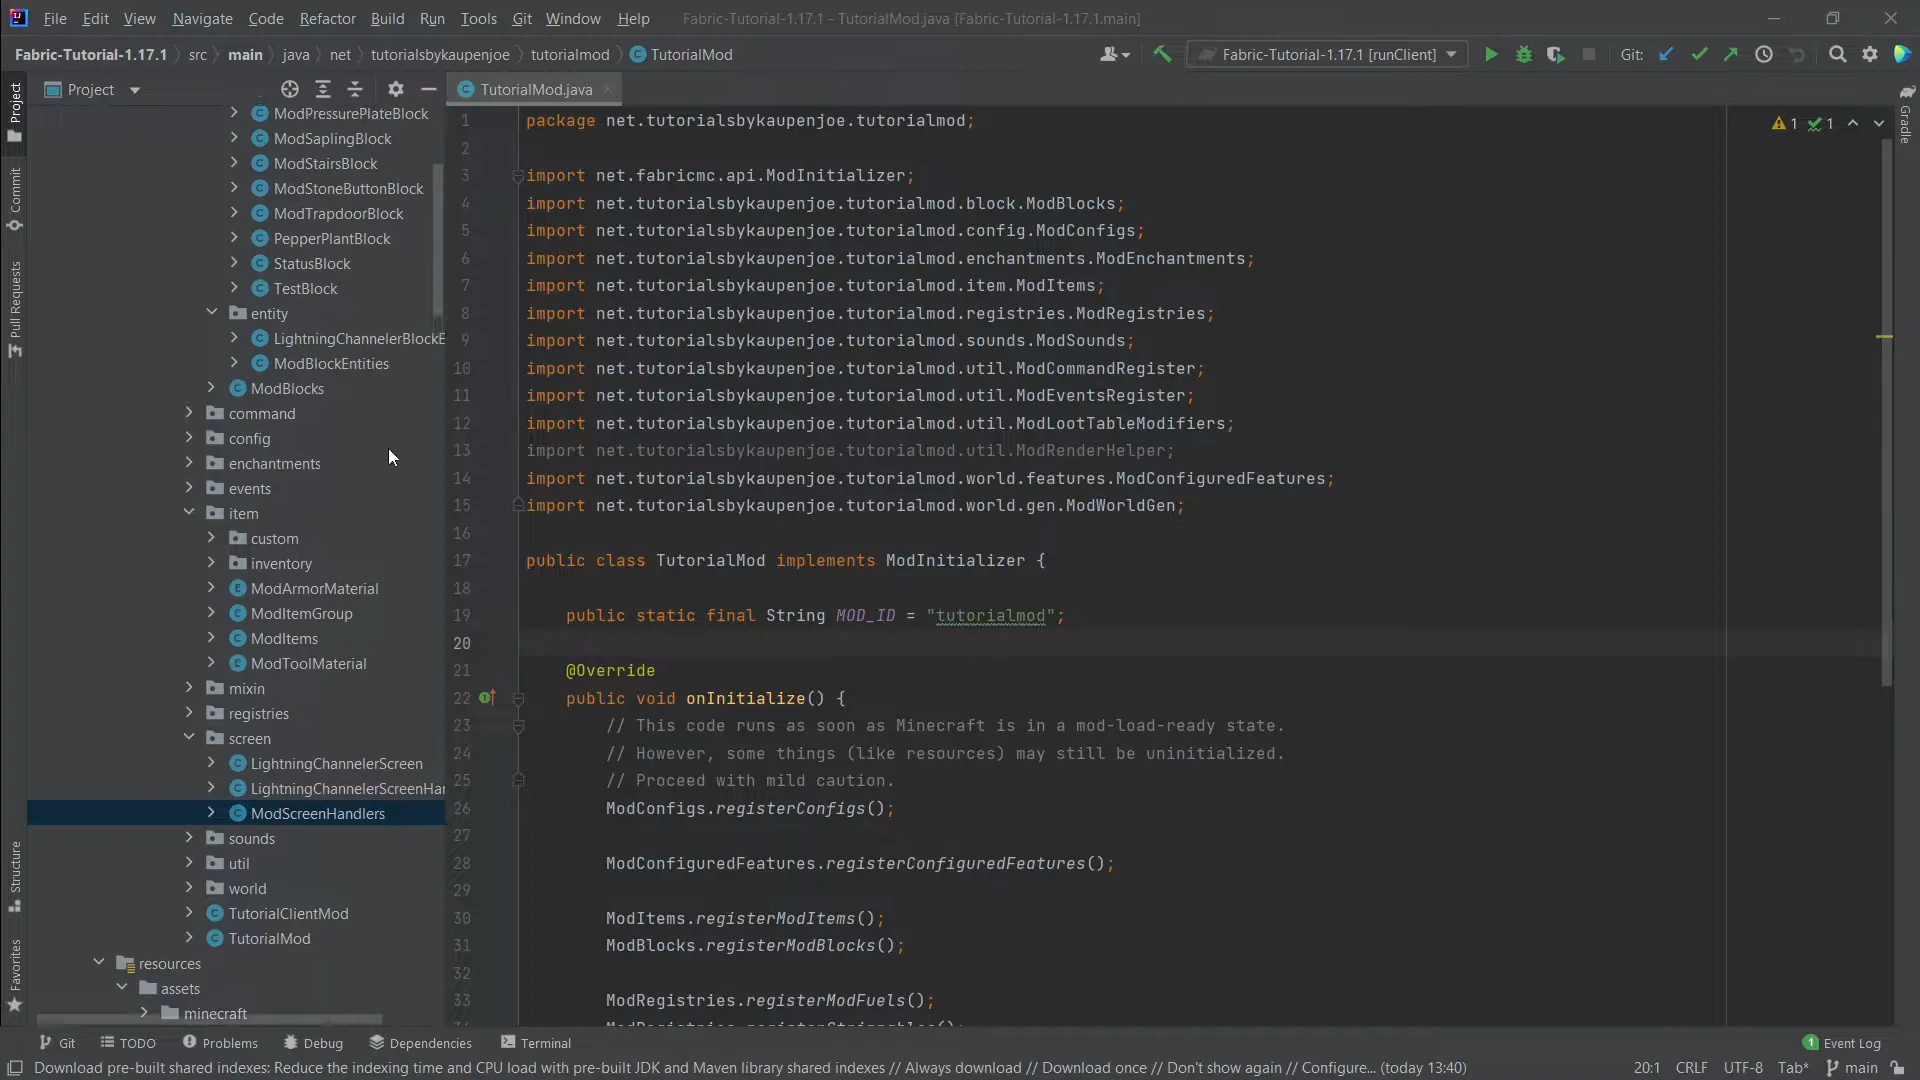 File Edit View Navigate Code Refactor Build Run Tools Git Window Help Fabric-Tutorial-1.17.1 - TutorialMod.java [Fabric-Tutorial-1.17.1.main]
Fabric-Tutorial-1.17.1 src main java net tutorialsbykaupenjoe tutorialmod TutorialMod Fabric-Tutorial-1.17.1 [runClient] Git:
Project
TutorialMod.java
Project
Commit
Pull Requests
Structure
Favorites
Gradle
ModPressurePlateBlock
ModSaplingBlock
ModStairsBlock
ModStoneButtonBlock
ModTrapdoorBlock
PepperPlantBlock
StatusBlock
TestBlock
entity
LightningChannelerBlockE
ModBlockEntities
ModBlocks
command
config
enchantments
events
item
custom
inventory
ModArmorMaterial
ModItemGroup
ModItems
ModToolMaterial
mixin
registries
screen
LightningChannelerScreen
LightningChannelerScreenHan
ModScreenHandlers
sounds
util
world
TutorialClientMod
TutorialMod
resources
assets
minecraft
1 package net.tutorialsbykaupenjoe.tutorialmod;
1 1
2
3 import net.fabricmc.api.ModInitializer;
4 import net.tutorialsbykaupenjoe.tutorialmod.block.ModBlocks;
5 import net.tutorialsbykaupenjoe.tutorialmod.config.ModConfigs;
6 import net.tutorialsbykaupenjoe.tutorialmod.enchantments.ModEnchantments;
7 import net.tutorialsbykaupenjoe.tutorialmod.item.ModItems;
8 import net.tutorialsbykaupenjoe.tutorialmod.registries.ModRegistries;
9 import net.tutorialsbykaupenjoe.tutorialmod.sounds.ModSounds;
10 import net.tutorialsbykaupenjoe.tutorialmod.util.ModCommandRegister;
11 import net.tutorialsbykaupenjoe.tutorialmod.util.ModEventsRegister;
12 import net.tutorialsbykaupenjoe.tutorialmod.util.ModLootTableModifiers;
13 import net.tutorialsbykaupenjoe.tutorialmod.util.ModRenderHelper;
14 import net.tutorialsbykaupenjoe.tutorialmod.world.features.ModConfiguredFeatures;
15 import net.tutorialsbykaupenjoe.tutorialmod.world.gen.ModWorldGen;
16
17 public class TutorialMod implements ModInitializer {
18
19 public static final String MOD_ID = "tutorialmod";
20
21 @Override
22 public void onInitialize() {
23 // This code runs as soon as Minecraft is in a mod-load-ready state.
24 // However, some things (like resources) may still be uninitialized.
25 // Proceed with mild caution.
26 ModConfigs.registerConfigs();
27
28 ModConfiguredFeatures.registerConfiguredFeatures();
29
30 ModItems.registerModItems();
31 ModBlocks.registerModBlocks();
32
33 ModRegistries.registerModFuels();
Git TODO Problems Debug Dependencies Terminal 1 Event Log
Download pre-built shared indexes: Reduce the indexing time and CPU load with pre-built JDK and Maven library shared indexes // Always download // Download once // Don't show again // Configure... (today 13:40) 20:1 CRLF UTF-8 Tab* main